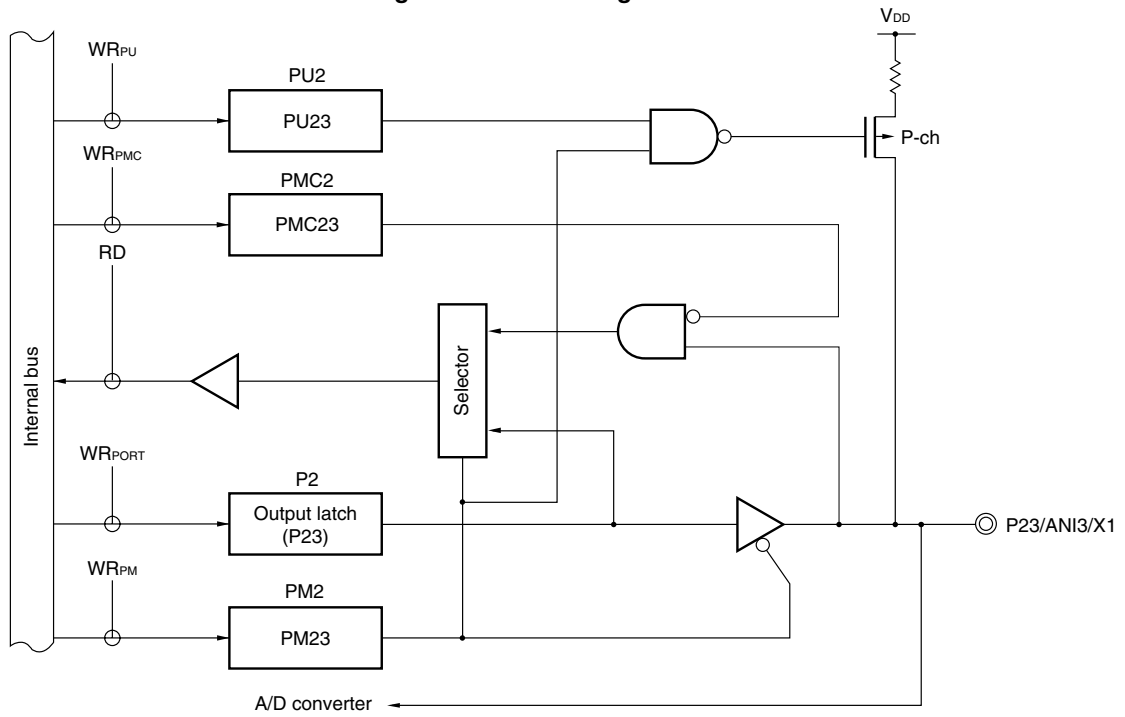 VDD
WRPU
PU2
PU23
P-ch
WRPMC
PMC2
PMC23
RD
Internal bus
Selector
WRPORT
P2
Output latch
(P23)
P23/ANI3/X1
WRPM
PM2
PM23
A/D converter